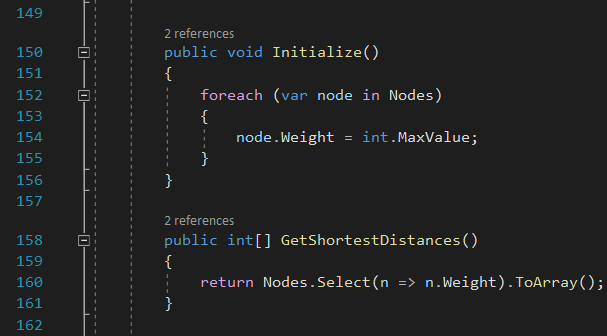 149
2 references
150 public void Initialize()
151 {
152 foreach (var node in Nodes)
153 {
154 node.Weight = int.MaxValue;
155 }
156 }
157
2 references
158 public int[] GetShortestDistances()
159 {
160 return Nodes.Select(n => n.Weight).ToArray();
161 }
162